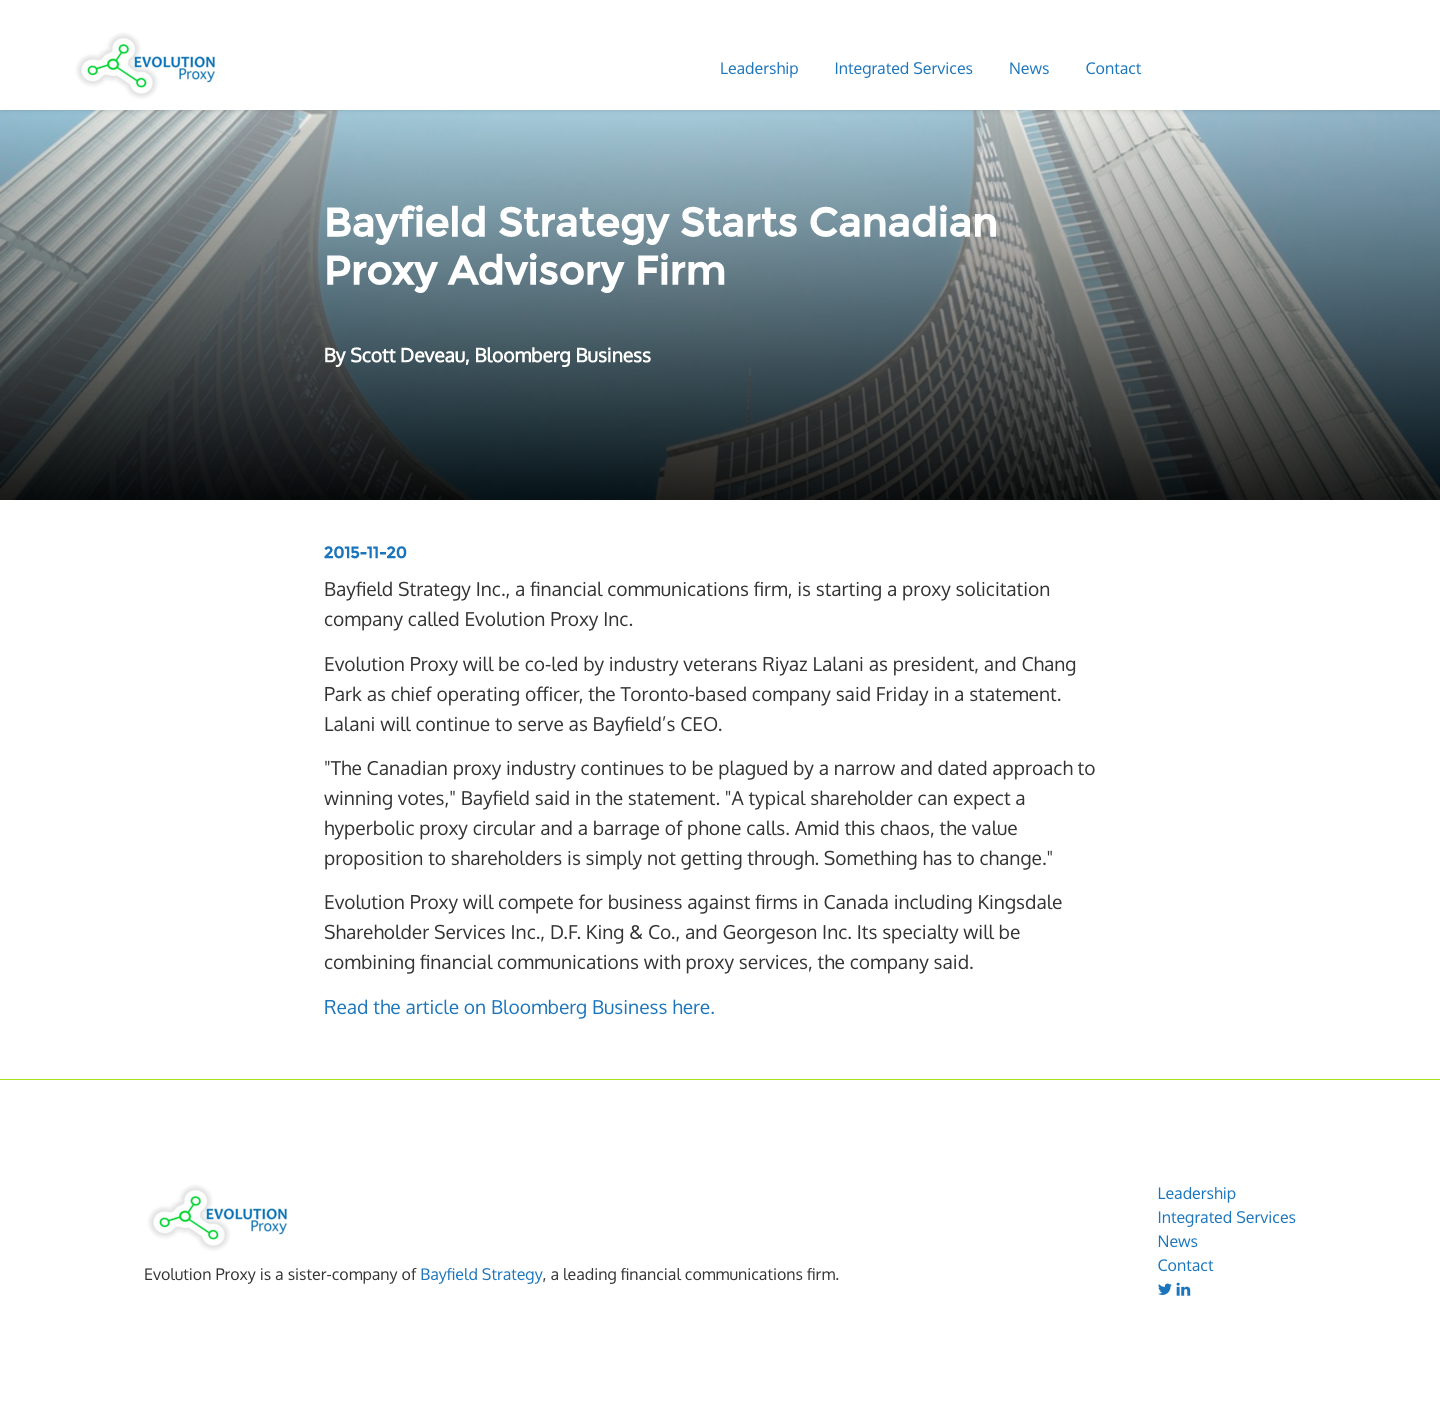 EVOLUTION
Proxy
Leadership Integrated Services News Contact
Bayfield Strategy Starts Canadian
Proxy Advisory Firm
By Scott Deveau, Bloomberg Business
2015-11-20
Bayfield Strategy Inc., a financial communications firm, is starting a proxy solicitation
company called Evolution Proxy Inc.
Evolution Proxy will be co-led by industry veterans Riyaz Lalani as president, and Chang
Park as chief operating officer, the Toronto-based company said Friday in a statement.
Lalani will continue to serve as Bayfield’s CEO.
"The Canadian proxy industry continues to be plagued by a narrow and dated approach to
winning votes," Bayfield said in the statement. "A typical shareholder can expect a
hyperbolic proxy circular and a barrage of phone calls. Amid this chaos, the value
proposition to shareholders is simply not getting through. Something has to change."
Evolution Proxy will compete for business against firms in Canada including Kingsdale
Shareholder Services Inc., D.F. King & Co., and Georgeson Inc. Its specialty will be
combining financial communications with proxy services, the company said.
Read the article on Bloomberg Business here.
EVOLUTION
Proxy
Evolution Proxy is a sister-company of Bayfield Strategy, a leading financial communications firm.
Leadership
Integrated Services
News
Contact